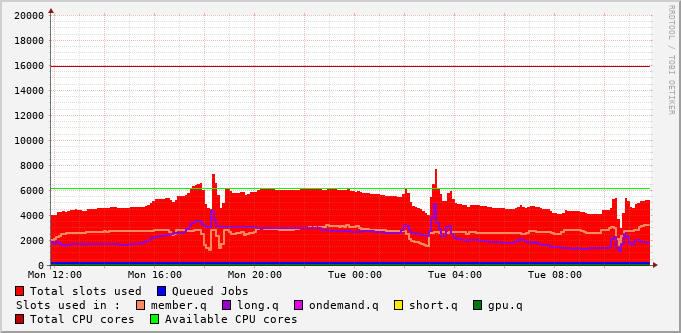 20000
18000
16000
14000
12000
10000
8000
6000
4000
2000
0
Mon 12:00 Mon 16:00 Mon 20:00 Tue 00:00 Tue 04:00 Tue 08:00
RRDTOOL / TOBI OETIKER
Total slots used Queued Jobs
Slots used in : member.q long.q ondemand.q short.q gpu.q
Total CPU cores Available CPU cores